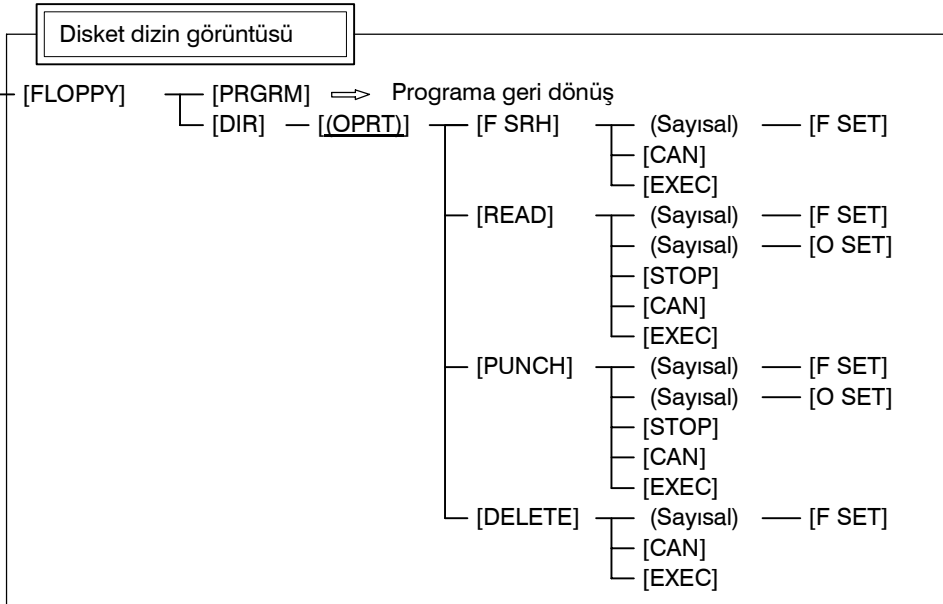 Disket dizin görüntüsü
[FLOPPY] [PRGRM] Programa geri dönüş
[DIR] [(OPRT)] [F SRH] (Sayısal) [F SET]
[CAN]
[EXEC]
[READ] (Sayısal) [F SET]
(Sayısal) [O SET]
[STOP]
[CAN]
[EXEC]
[PUNCH] (Sayısal) [F SET]
(Sayısal) [O SET]
[STOP]
[CAN]
[EXEC]
[DELETE] (Sayısal) [F SET]
[CAN]
[EXEC]